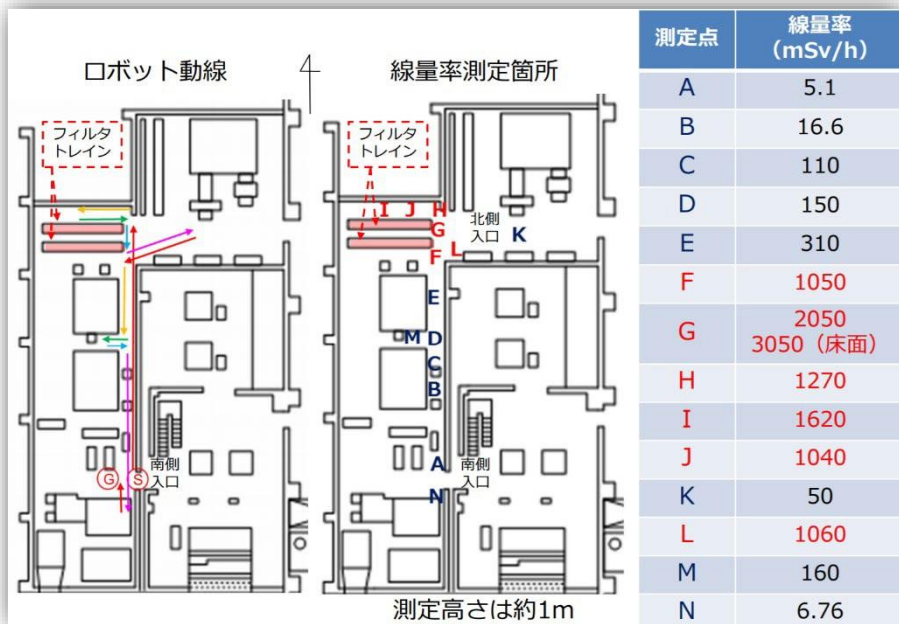 ロボット動線
フィルタ
トレイン
南側
入口
G
S
4
線量率測定箇所
フィルタ
トレイン
I
J
H
G
北側
入口
K
L
F
E
M
D
C
B
A
南側
入口
N
測定高さは約1m
測定点 線量率
（mSv/h）
A 5.1
B 16.6
C 110
D 150
E 310
F 1050
G 2050
3050（床面）
H 1270
I 1620
J 1040
K 50
L 1060
M 160
N 6.76